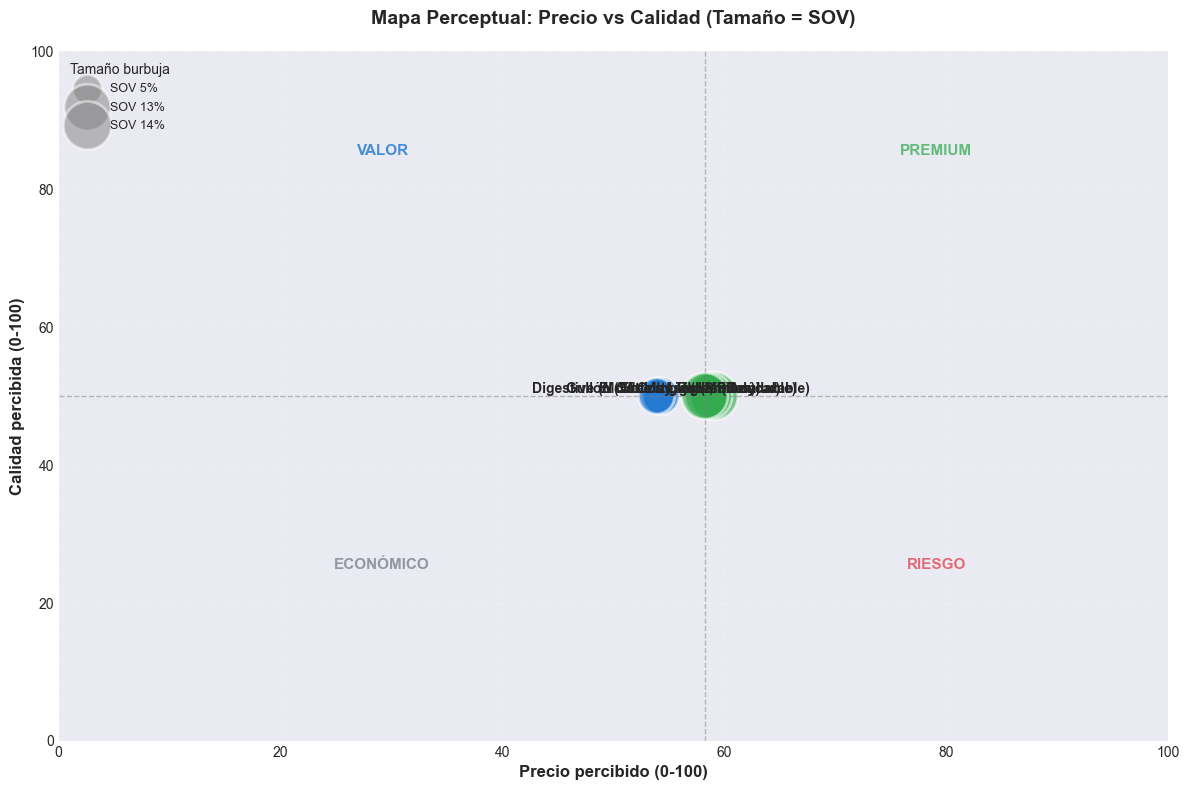 Mapa Perceptual: Precio vs Calidad (Tamaño = SOV)
100
80
60
40
20
0
Calidad percibida (0-100)
Tamaño burbuja
SOV 5%
SOV 13%
SOV 14%
VALOR
PREMIUM
ECONÓMICO
RIESGO
0
20
40
60
80
100
Precio percibido (0-100)